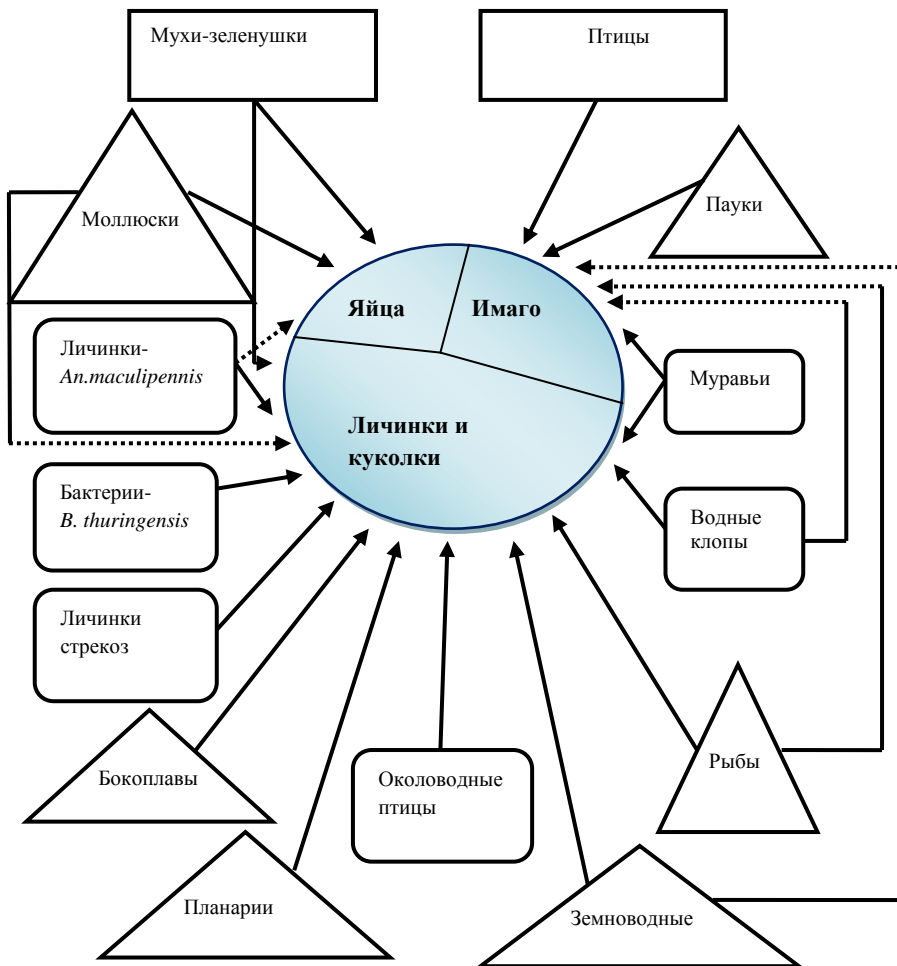 Мухи-зеленушки
Птицы
Моллюски
Пауки
Яйца
Имаго
Личинки-
An.maculipennis
Муравьи
Личинки и
куколки
Бактерии-
B. thuringensis
Водные
клопы
Личинки
стрекоз
Бокоплавы
Околоводные
птицы
Рыбы
Планарии
Земноводные